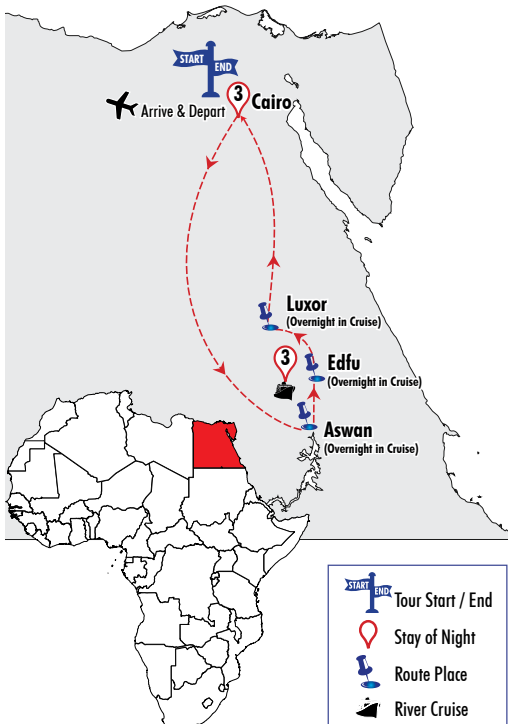 START
END
3
Cairo
Arrive & Depart
Luxor
(Overnight in Cruise)
3
Edfu
(Overnight in Cruise)
Aswan
(Overnight in Cruise)
START
END
Tour Start / End
Stay of Night
Route Place
River Cruise